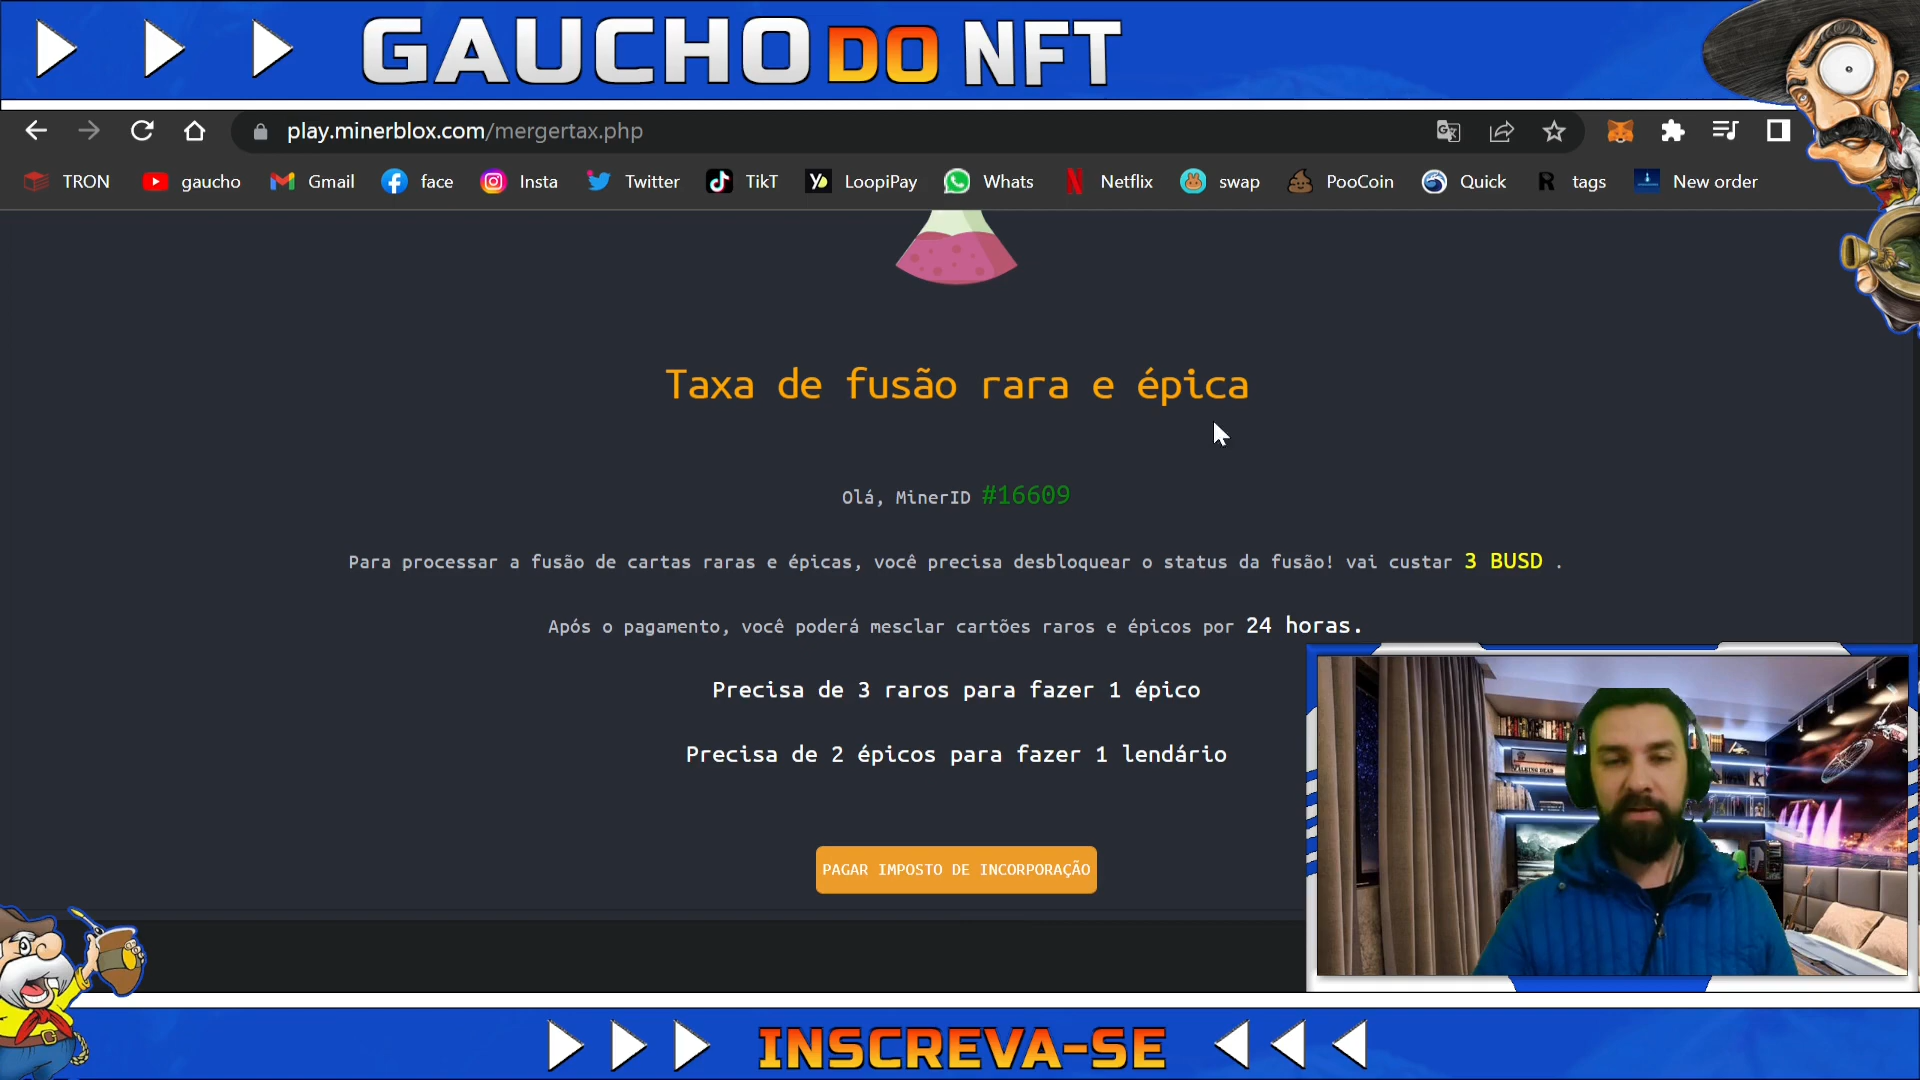 GAUCHO DO NFT
play.minerblox.com/mergertax.php
TRON gaucho Gmail face Insta Twitter TikT LoopiPay Whats Netflix swap PooCoin Quick tags New order
Taxa de fusão rara e épica
Olá, MinerID #16609
Para processar a fusão de cartas raras e épicas, você precisa desbloquear o status da fusão! vai custar 3 BUSD .
Após o pagamento, você poderá mesclar cartões raros e épicos por 24 horas.
Precisa de 3 raros para fazer 1 épico
Precisa de 2 épicos para fazer 1 lendário
PAGAR IMPOSTO DE INCORPORAÇÃO
INSCREVA-SE